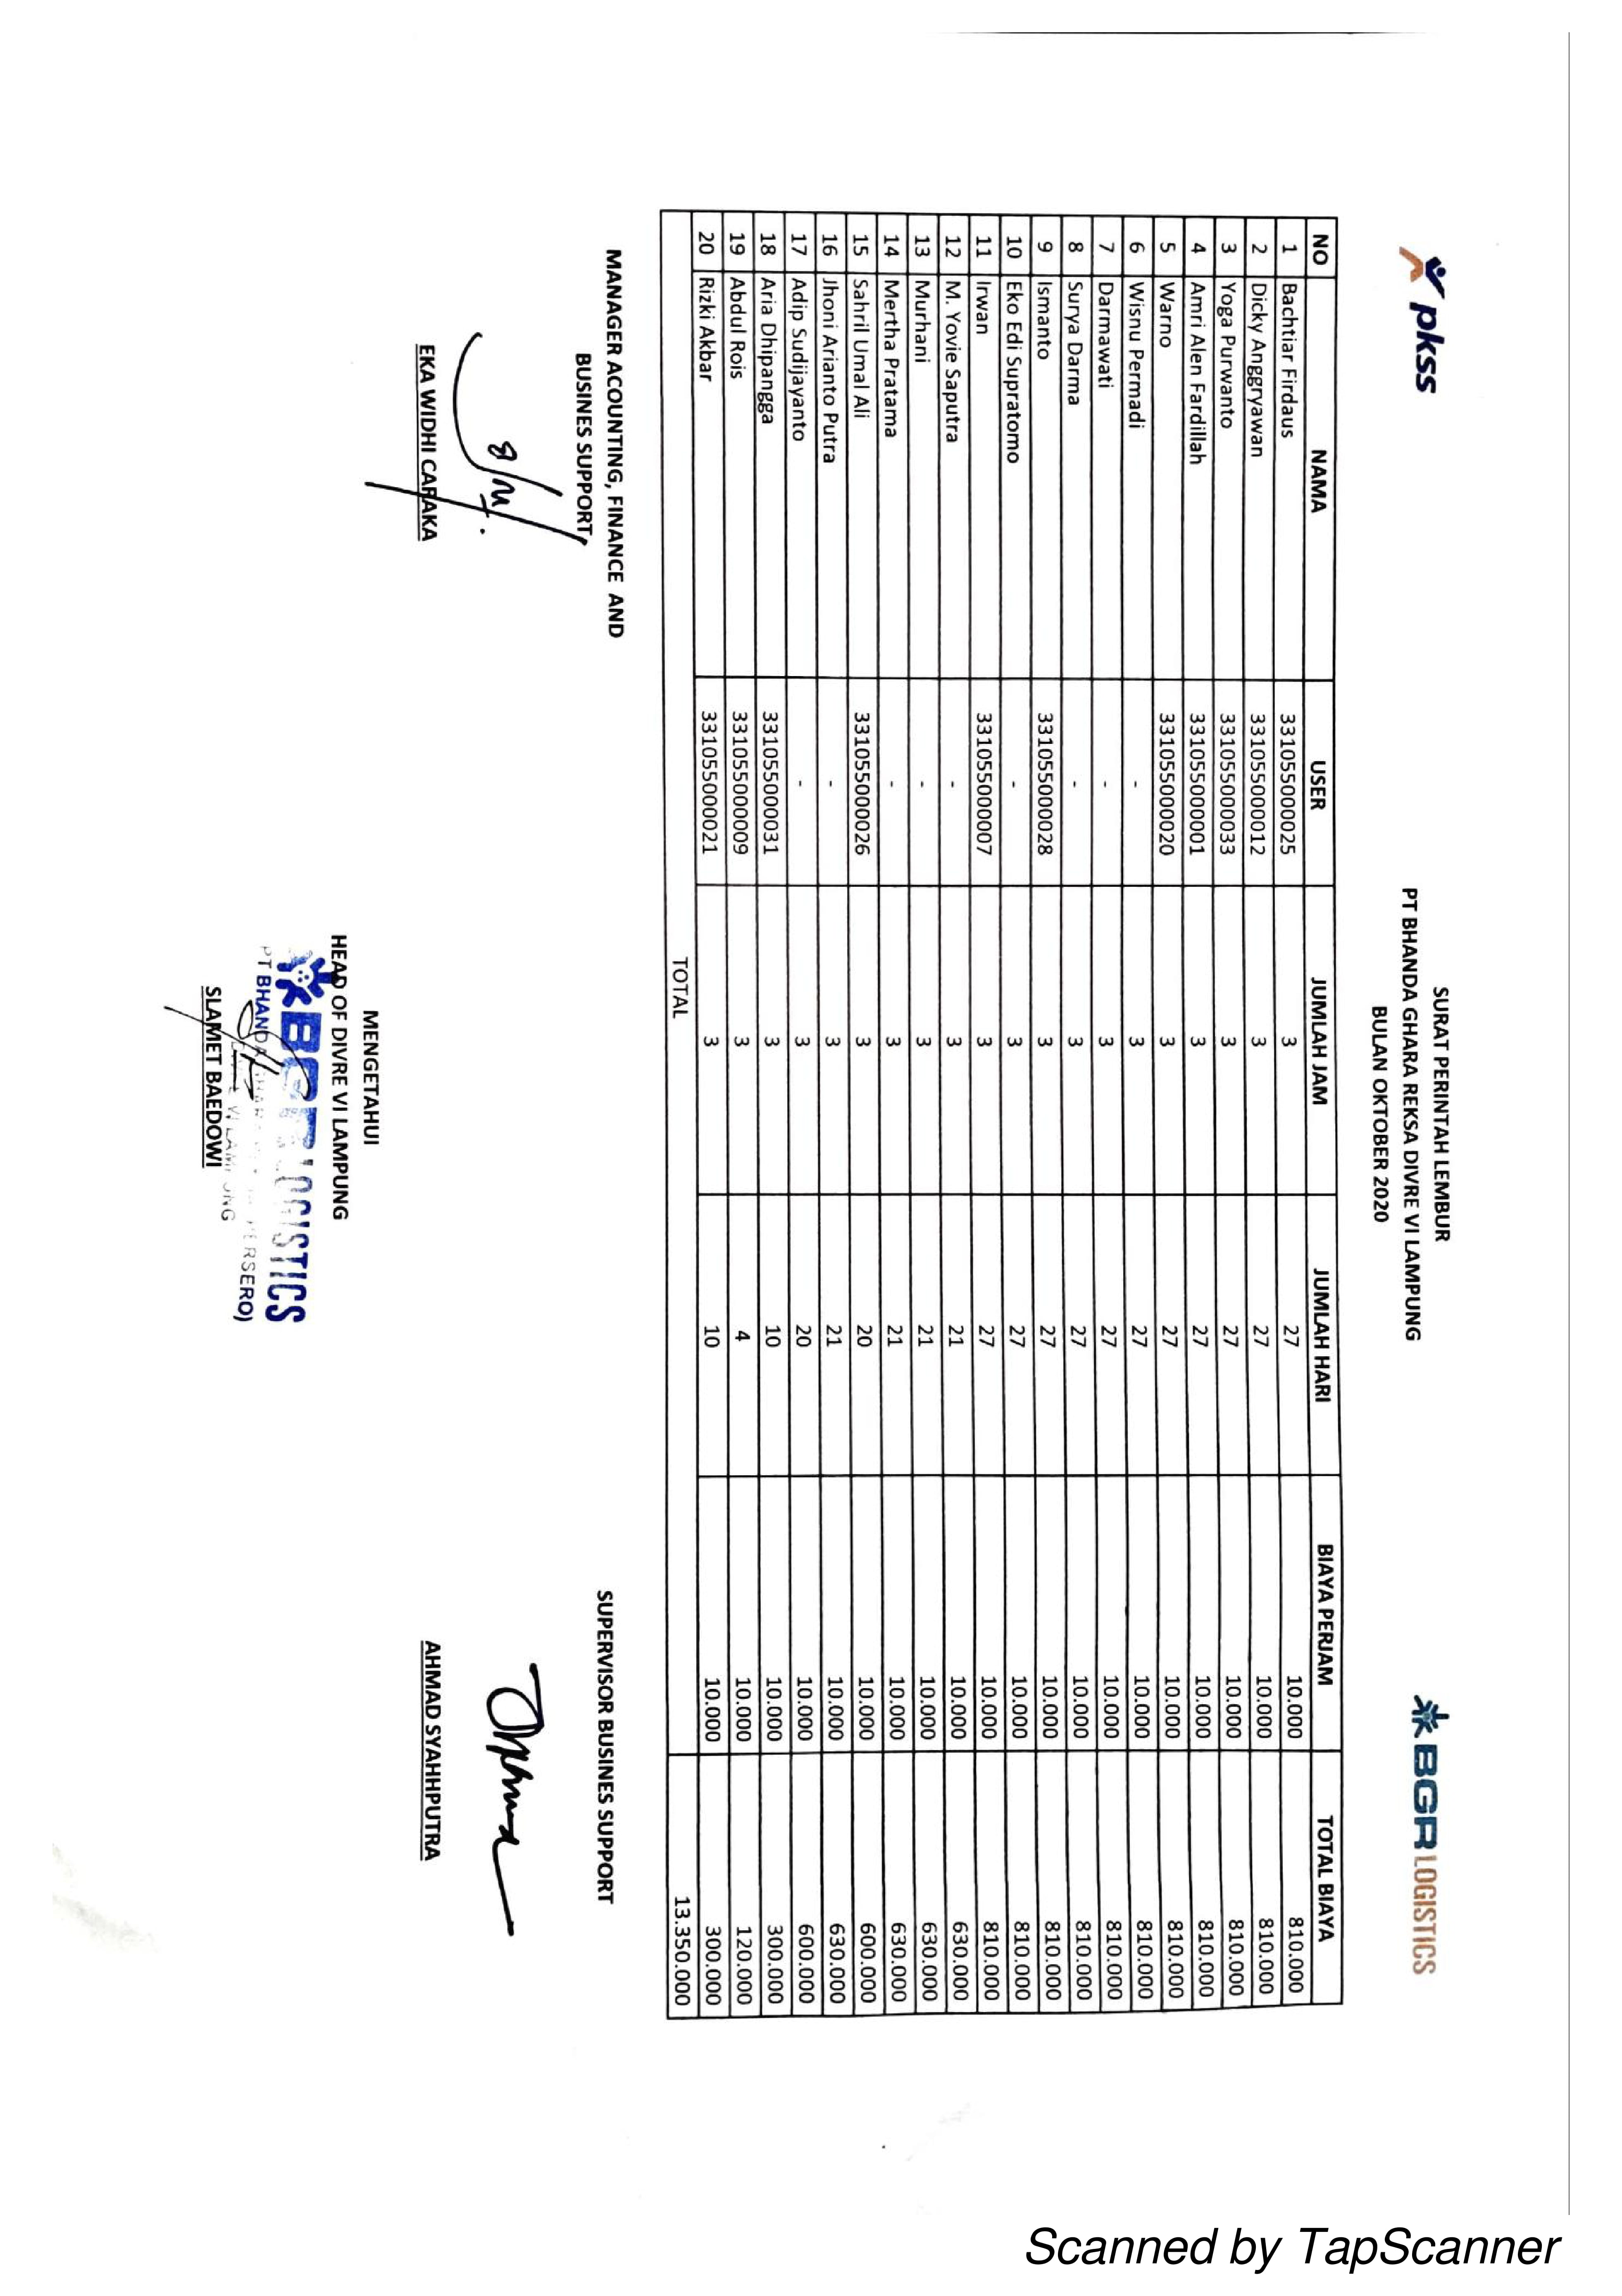 pkss
SURAT PERINTAH LEMBUR
PT BHANDA GHARA REKSA DIVRE VI LAMPUNG
BULAN OKTOBER 2020
BGR LOGISTICS
NO NAMA USER JUMLAH JAM JUMLAH HARI BIAYA PERJAM TOTAL BIAYA
1 Bachtiar Firdaus 331055000025 3 27 10.000 810.000
2 Dicky Anggryawan 331055000012 3 27 10.000 810.000
3 Yoga Purwanto 331055000033 3 27 10.000 810.000
4 Amri Alen Fardillah 331055000001 3 27 10.000 810.000
5 Warno 331055000020 3 27 10.000 810.000
6 Wisnu Permadi - 3 27 10.000 810.000
7 Darmawati - 3 27 10.000 810.000
8 Surya Darma - 3 27 10.000 810.000
9 Ismanto 331055000028 3 27 10.000 810.000
10 Eko Edi Supratomo - 3 27 10.000 810.000
11 Irwan 331055000007 3 27 10.000 810.000
12 M. Yovie Saputra - 3 21 10.000 630.000
13 Murhani - 3 21 10.000 630.000
14 Mertha Pratama - 3 21 10.000 630.000
15 Sahril Umal Ali 331055000026 3 20 10.000 600.000
16 Jhoni Arianto Putra - 3 21 10.000 630.000
17 Adip Sudijayanto - 3 20 10.000 600.000
18 Aria Dhipangga 331055000031 3 10 10.000 300.000
19 Abdul Rois 331055000009 3 4 10.000 120.000
20 Rizki Akbar 331055000021 3 10 10.000 300.000
TOTAL 13.350.000
MANAGER ACOUNTING, FINANCE AND
BUSINES SUPPORT
EKA WIDHI CARAKA
SUPERVISOR BUSINES SUPPORT
AHMAD SYAHHPUTRA
MENGETAHUI
HEAD OF DIVRE VI LAMPUNG
BGR LOGISTICS
PT BHANDA PERSERO)
SLAMET BAEDOWI
Scanned by TapScanner